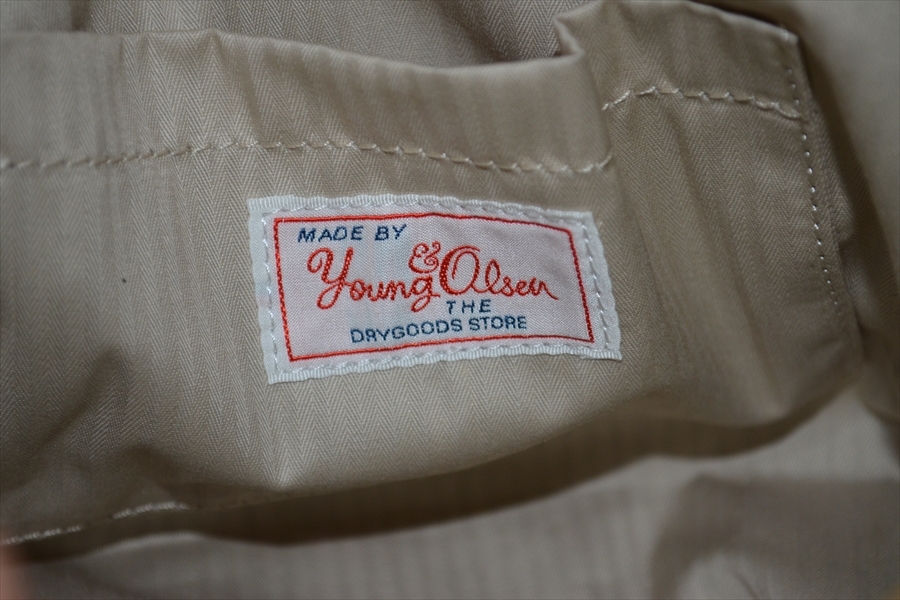 MADE BY
Young & Olsen
THE
DRYGOODS STORE